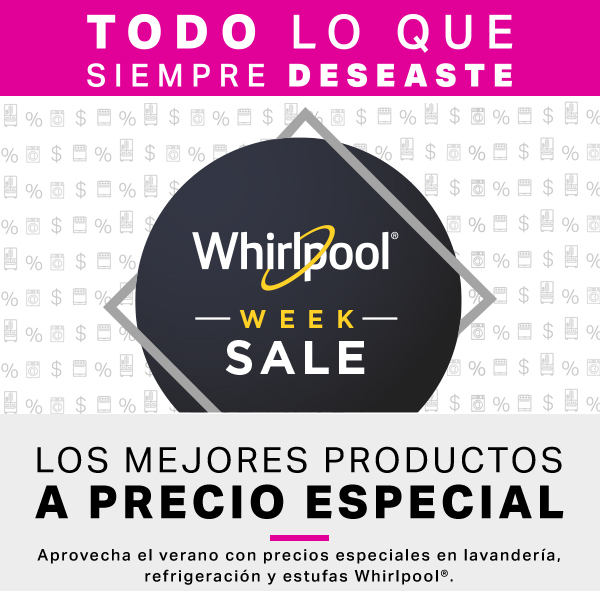 TODO LO QUE
SIEMPRE DESEASTE
Whirlpool®
WEEK
SALE
LOS MEJORES PRODUCTOS
A PRECIO ESPECIAL
Aprovecha el verano con precios especiales en lavandería,
refrigeración y estufas Whirlpool®.